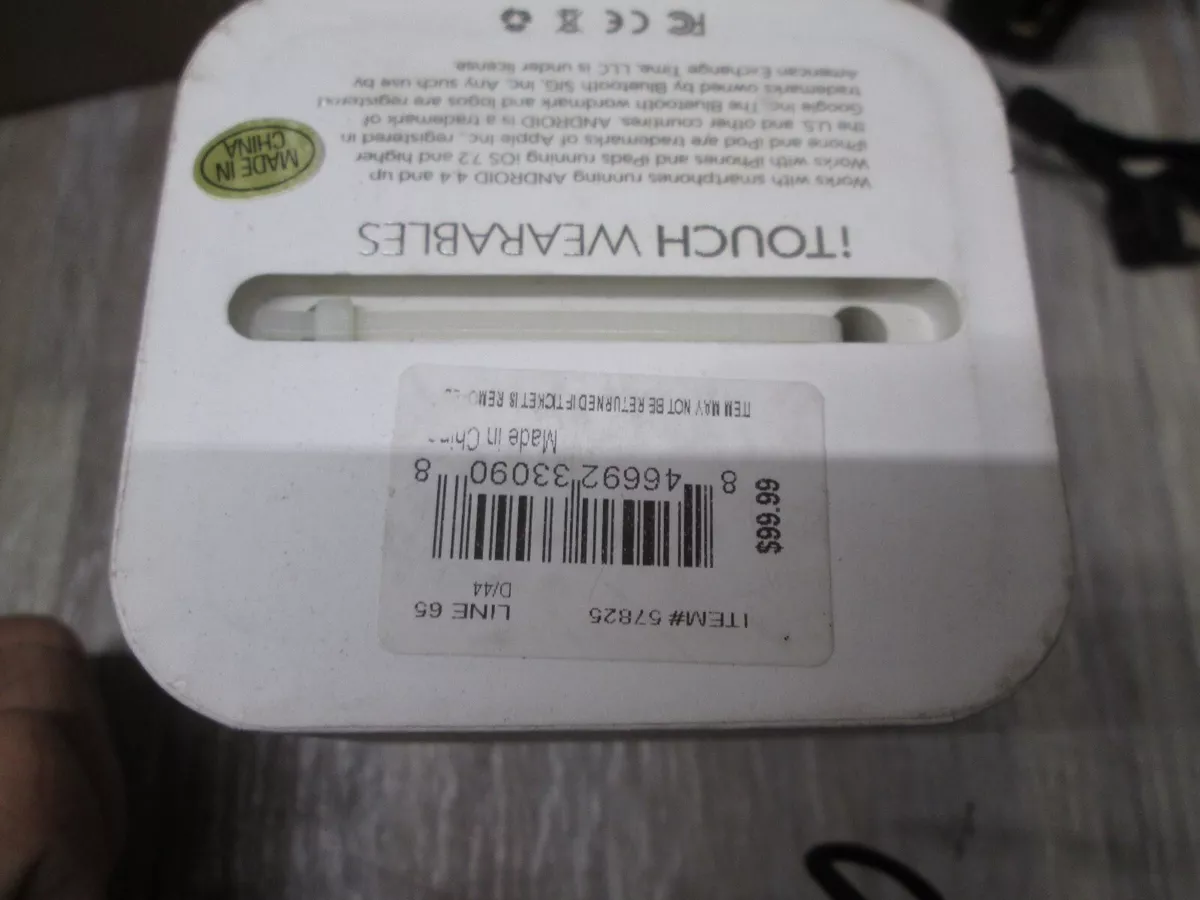 ITEM# 57825 LINE 65
D/44
$99.99
8 46692 33090 8
Made in China
ITEM MAY NOT BE RETURNED IF TICKET IS
iTOUCH WEARABLES
Works with smartphones running ANDROID 4.4 and up
Works with iPhones and iPads running iOS 7.2 and higher
iPhone and iPod are trademarks of Apple Inc., registered in
the U.S. and other countries. ANDROID is a trademark of
Google Inc. The Bluetooth wordmark and logos are registered
trademarks owned by Bluetooth SIG, Inc. Any such use by
American Exchange Time, LLC is under license.
MADE IN
CHINA
FC CE